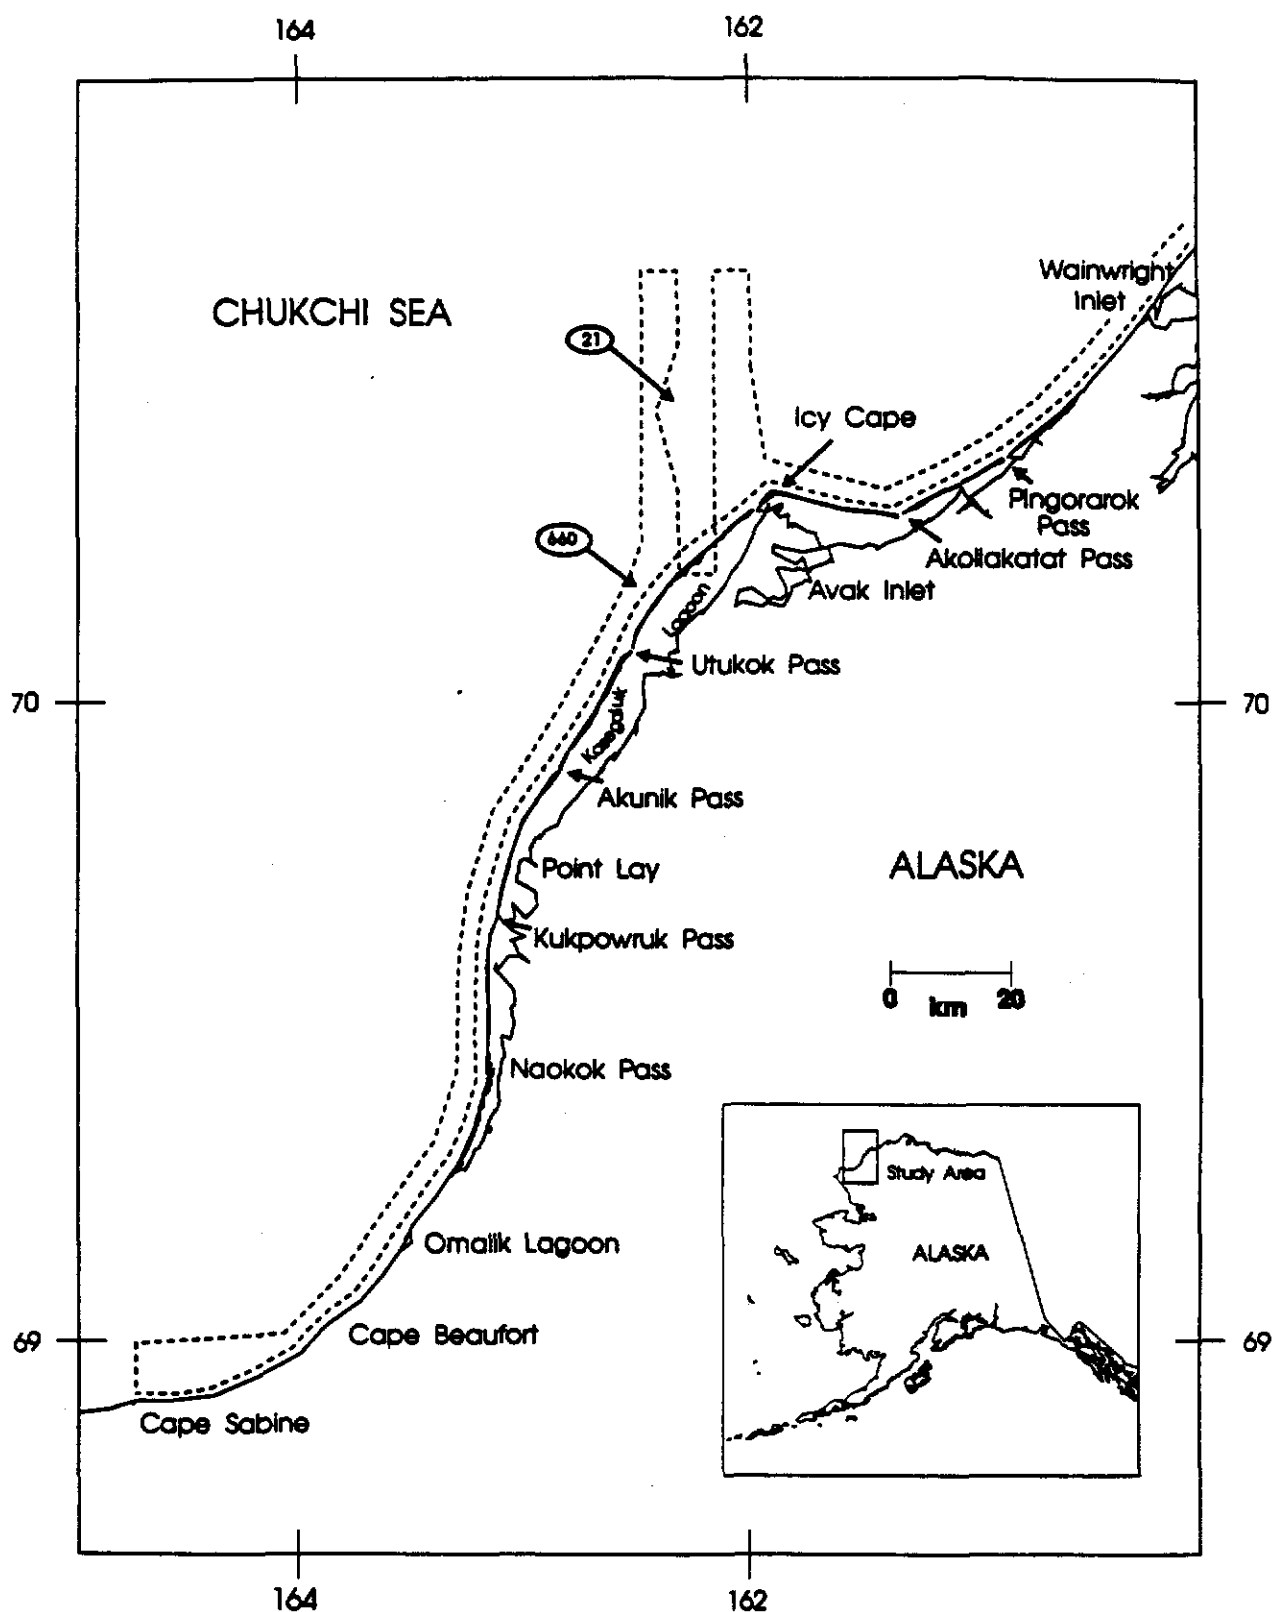 164 162
Wainwright
Inlet
CHUKCHI SEA
21
Icy Cape
Pingorarok
Pass
660
Akoliakatat Pass
Avak Inlet
Lagoon
Utukok Pass
70 70
Kasegaluk
Akunik Pass
Point Lay
ALASKA
Kukpowruk Pass
0 km 20
Naokok Pass
Study Area
Omalik Lagoon
ALASKA
Cape Beaufort
69 69
Cape Sabine
164 162